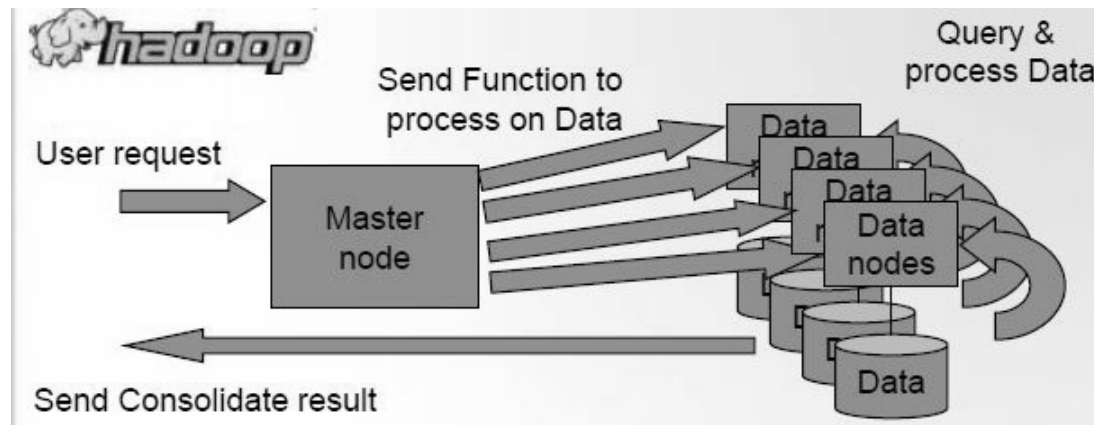 hadoop
Query &
process Data
Send Function to
process on Data
User request
Master
node
Data
Data
Data
Data
nodes
Data
Send Consolidate result